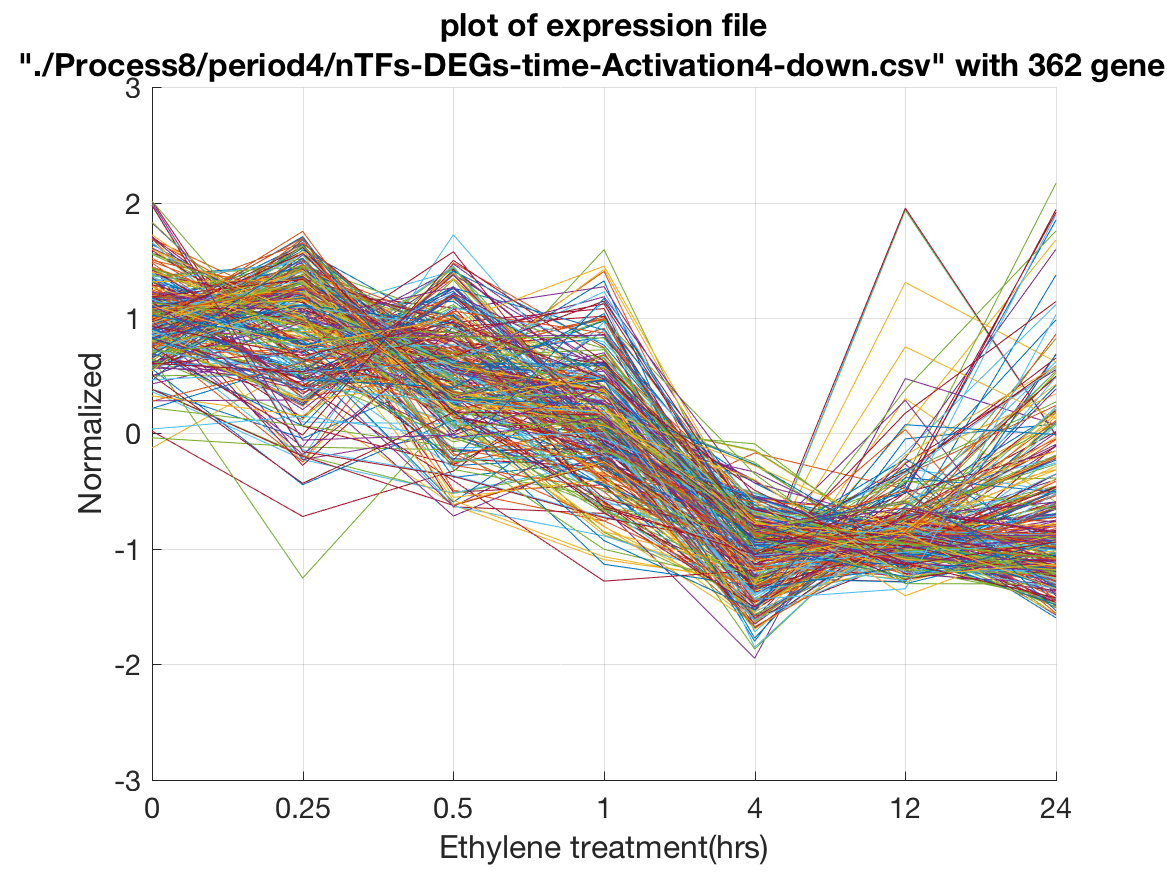 plot of expression file
"./Process8/period4/nTFs-DEGs-time-Activation4-down.csv" with 362 gene
3
2
1
0
-1
-2
-3
Normalized
0 0.25 0.5 1 4 12 24
Ethylene treatment(hrs)